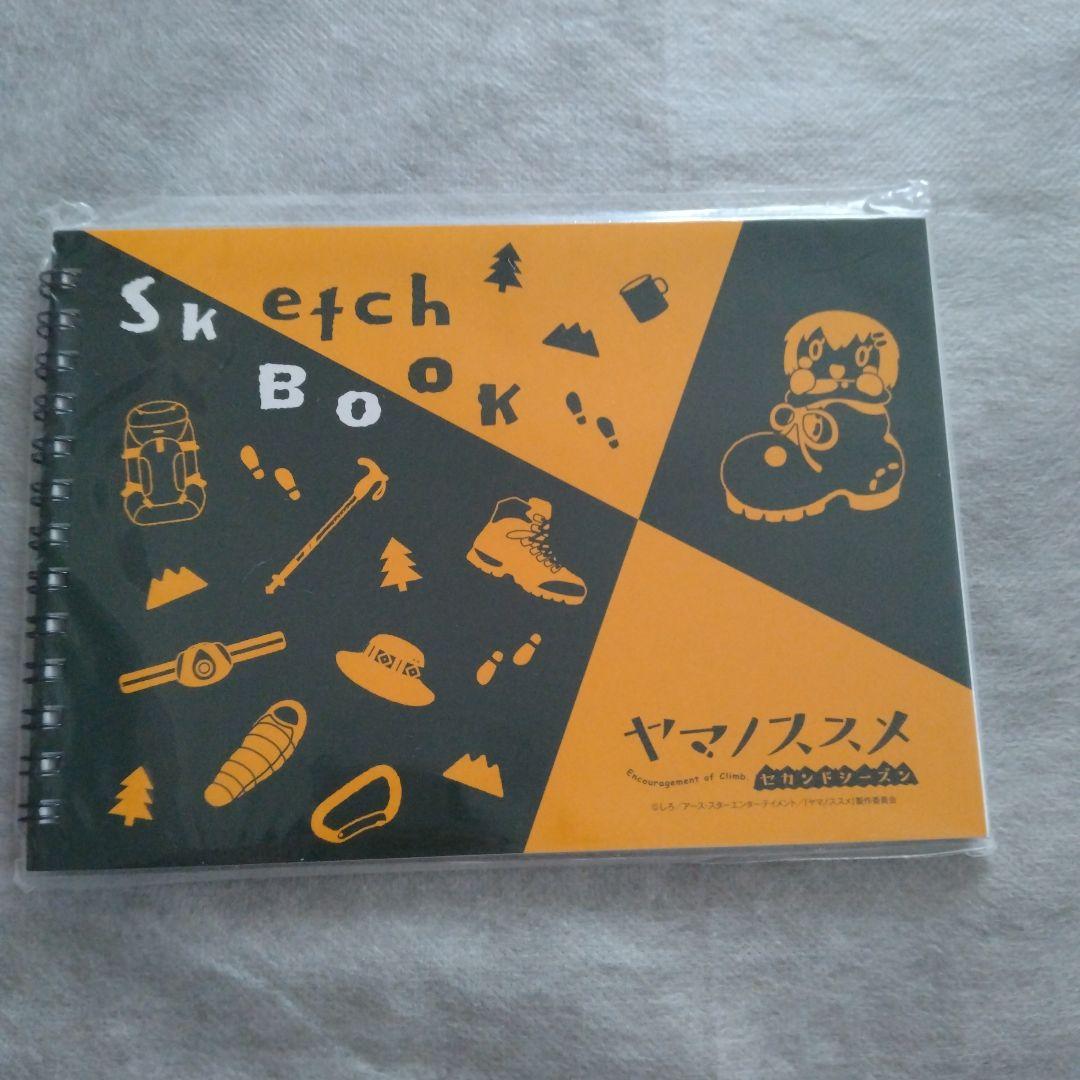 Sketch
Book
ヤマノススメ
Encouragement of Climb.
セカンドシーズン
©しろ/アース・スターエンターテイメント/『ヤマノススメ』製作委員会